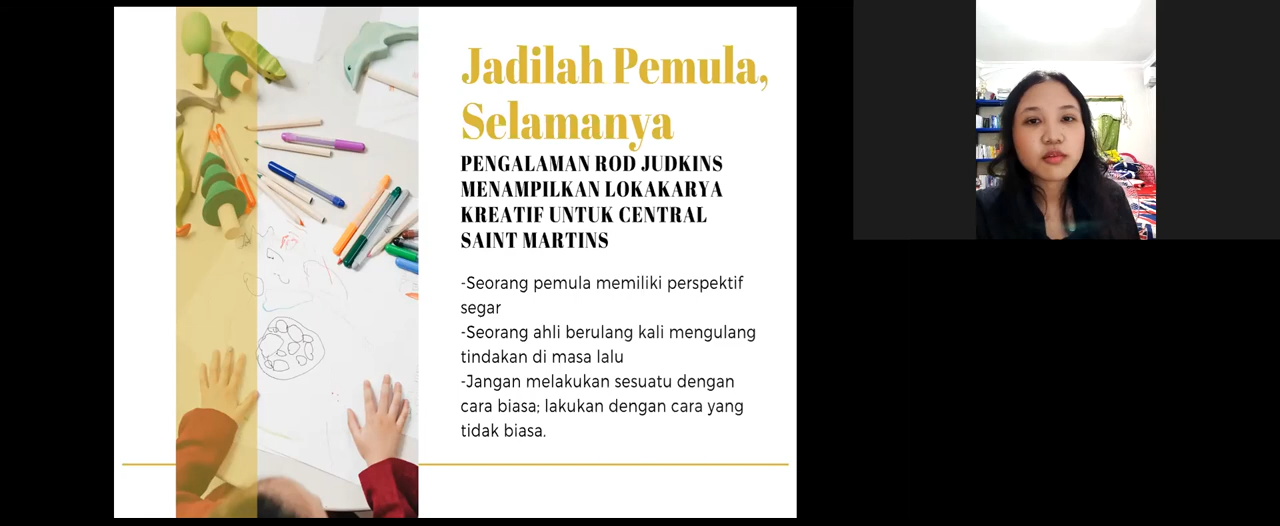 Jadilah Pemula,
Selamanya
PENGALAMAN ROD JUDKINS
MENAMPILKAN LOKAKARYA
KREATIF UNTUK CENTRAL
SAINT MARTINS
-Seorang pemula memiliki perspektif
segar
-Seorang ahli berulang kali mengulang
tindakan di masa lalu
-Jangan melakukan sesuatu dengan
cara biasa; lakukan dengan cara yang
tidak biasa.